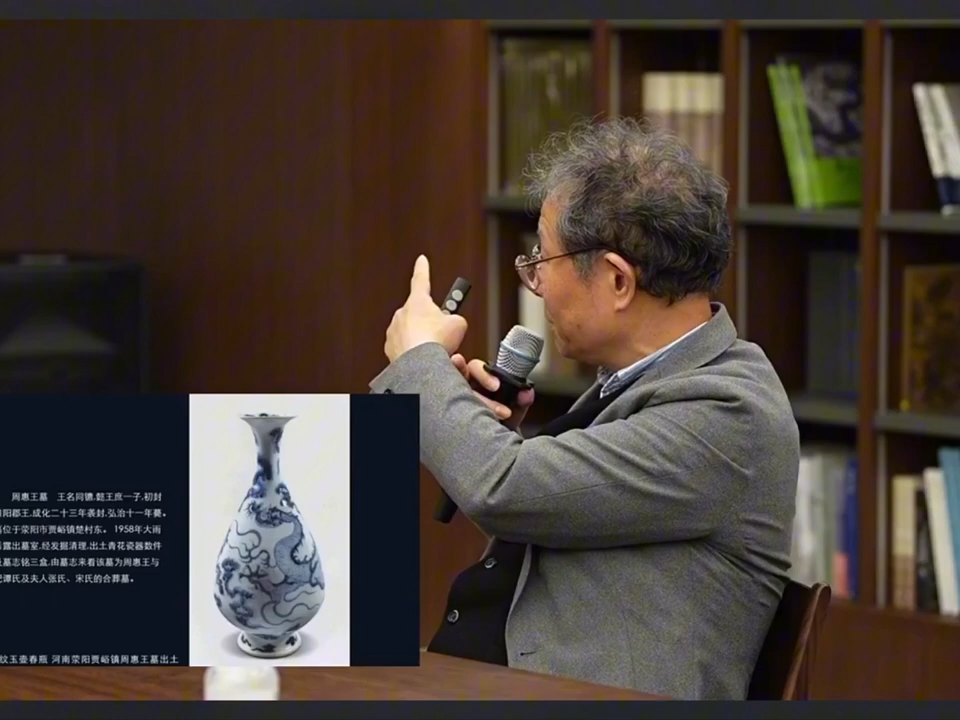 周惠王墓 王名同镳,懿王庶一子,初封
阳郡王,成化二十三年袭封,弘治十一年薨。
位于荥阳市贾峪镇楚村东。 1958年大雨
露出墓室,经发掘清理,出土青花瓷器数件
墓志铭三盒,由墓志来看该墓为周惠王与
谭氏及夫人张氏、宋氏的合葬墓。
纹玉壶春瓶 河南荥阳贾峪镇周惠王墓出土